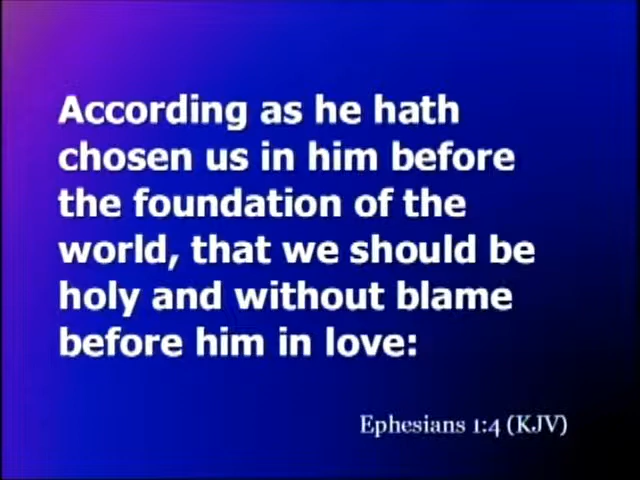 According as he hath
chosen us in him before
the foundation of the
world, that we should be
holy and without blame
before him in love:
Ephesians 1:4 (KJV)